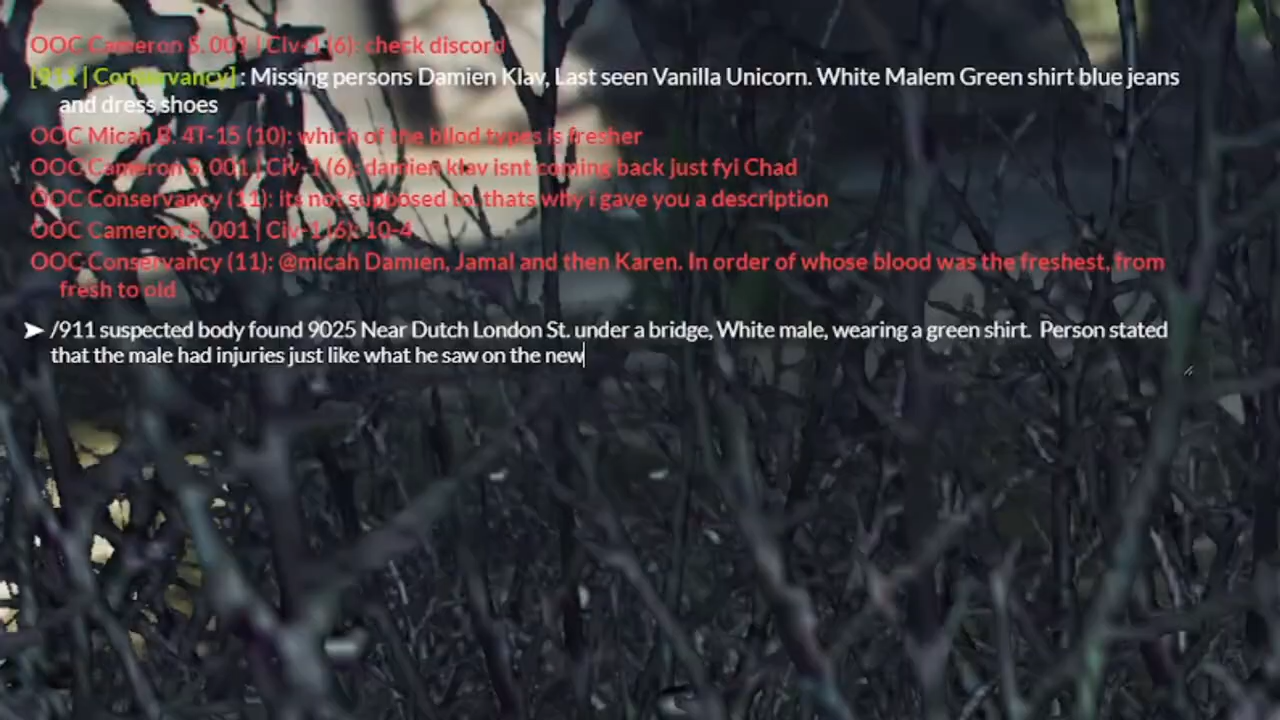 OOC Cameron S. 001 | Civ-1 (6): check discord
[911 | Conservancy] : Missing persons Damien Klav, Last seen Vanilla Unicorn. White Malem Green shirt blue jeans
and dress shoes
OOC Micah B. 4T-15 (10): which of the bllod types is fresher
OOC Cameron S. 001 | Civ-1 (6): damien klav isnt coming back just fyi Chad
OOC Conservancy (11): its not supposed to, thats why i gave you a description
OOC Cameron S. 001 | Civ-1 (6): 10-4
OOC Conservancy (11): @micah Damien, Jamal and then Karen. In order of whose blood was the freshest, from
fresh to old
➤ /911 suspected body found 9025 Near Dutch London St. under a bridge, White male, wearing a green shirt.  Person stated
that the male had injuries just like what he saw on the new